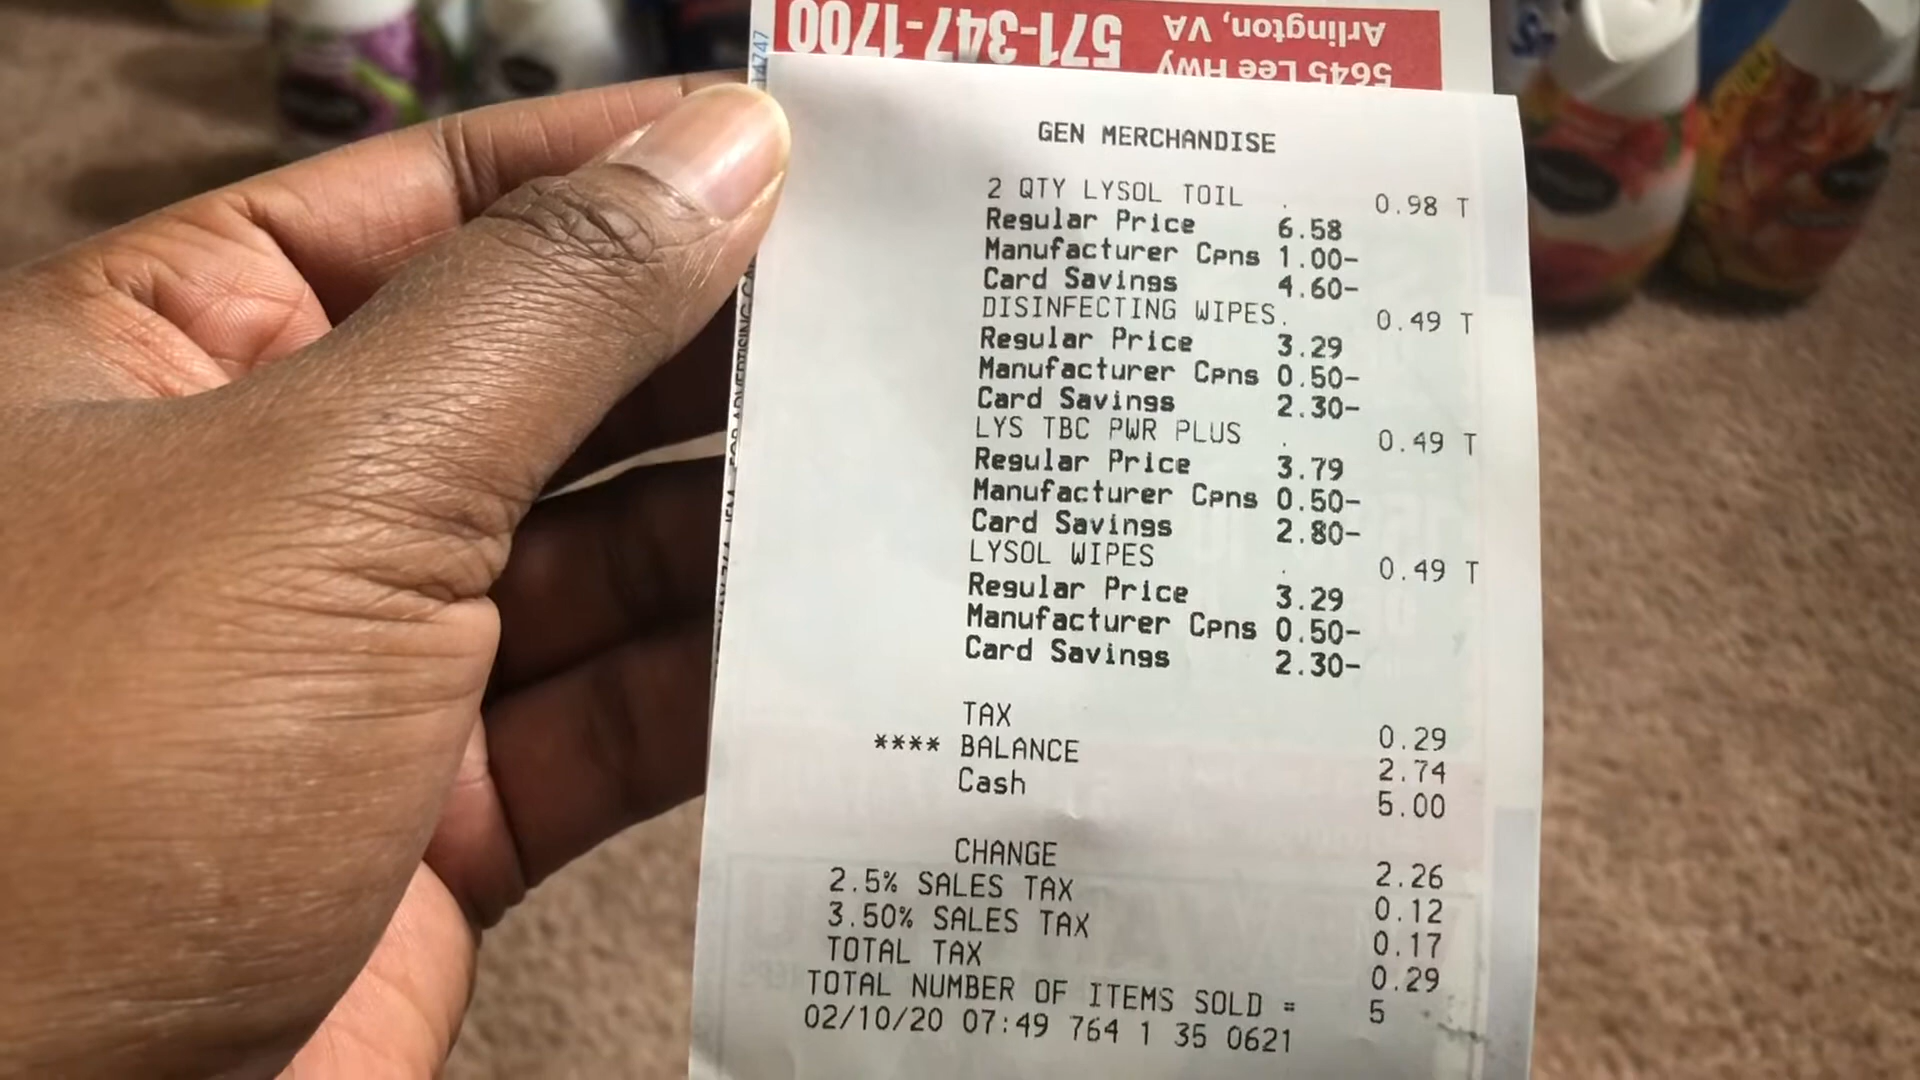 571-347-1700
5645 Lee Hwy
Arlington, VA
14747
GEN MERCHANDISE
2 QTY LYSOL TOIL . 0.98 T
Regular Price 6.58
Manufacturer Cpns 1.00-
Card Savings 4.60-
DISINFECTING WIPES. 0.49 T
Regular Price 3.29
Manufacturer Cpns 0.50-
Card Savings 2.30-
LYS TBC PWR PLUS . 0.49 T
Regular Price 3.79
Manufacturer Cpns 0.50-
Card Savings 2.80-
LYSOL WIPES . 0.49 T
Regular Price 3.29
Manufacturer Cpns 0.50-
Card Savings 2.30-
TAX 0.29
**** BALANCE 2.74
Cash 5.00
CHANGE 2.26
2.5% SALES TAX 0.12
3.50% SALES TAX 0.17
TOTAL TAX 0.29
TOTAL NUMBER OF ITEMS SOLD = 5
02/10/20 07:49 764 1 35 0621
FOR ADVERTISING